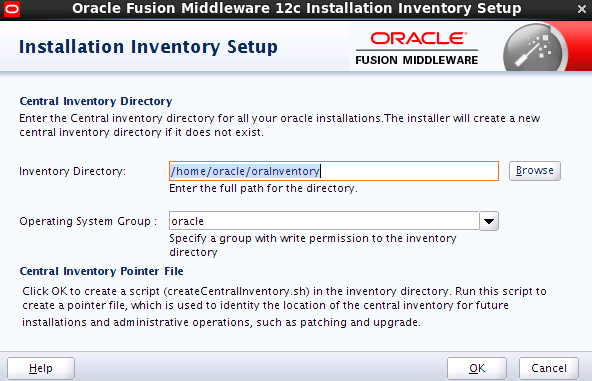 Oracle Fusion Middleware 12c Installation Inventory Setup
Installation Inventory Setup
ORACLE
FUSION MIDDLEWARE
Central Inventory Directory
Enter the Central inventory directory for all your oracle installations.The installer will create a new
central inventory directory if it does not exist.
Inventory Directory:
/home/oracle/oraInventory
Browse
Enter the full path for the directory.
Operating System Group :
oracle
Specify a group with write permission to the inventory
directory
Central Inventory Pointer File
Click OK to create a script (createCentralInventory.sh) in the inventory directory. Run this script to
create a pointer file, which is used to identity the location of the central inventory for future
installations and administrative operations, such as patching and upgrade.
Help
OK
Cancel